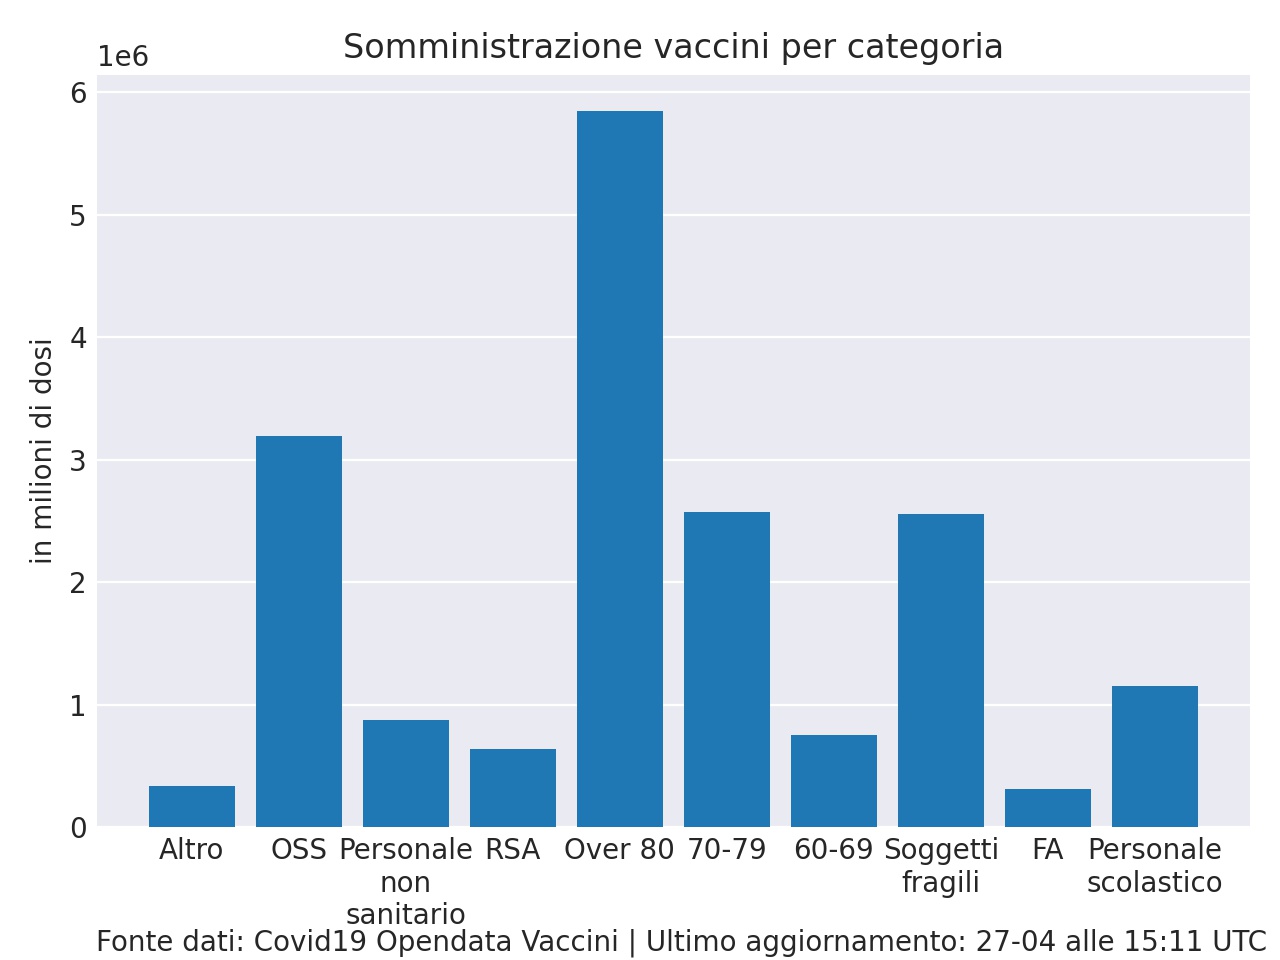 Somministrazione vaccini per categoria
1e6
6
5
4
3
2
1
0
in milioni di dosi
Altro OSS Personale RSA Over 80 70-79 60-69 Soggetti FA Personale
non fragili scolastico
sanitario
Fonte dati: Covid19 Opendata Vaccini | Ultimo aggiornamento: 27-04 alle 15:11 UTC